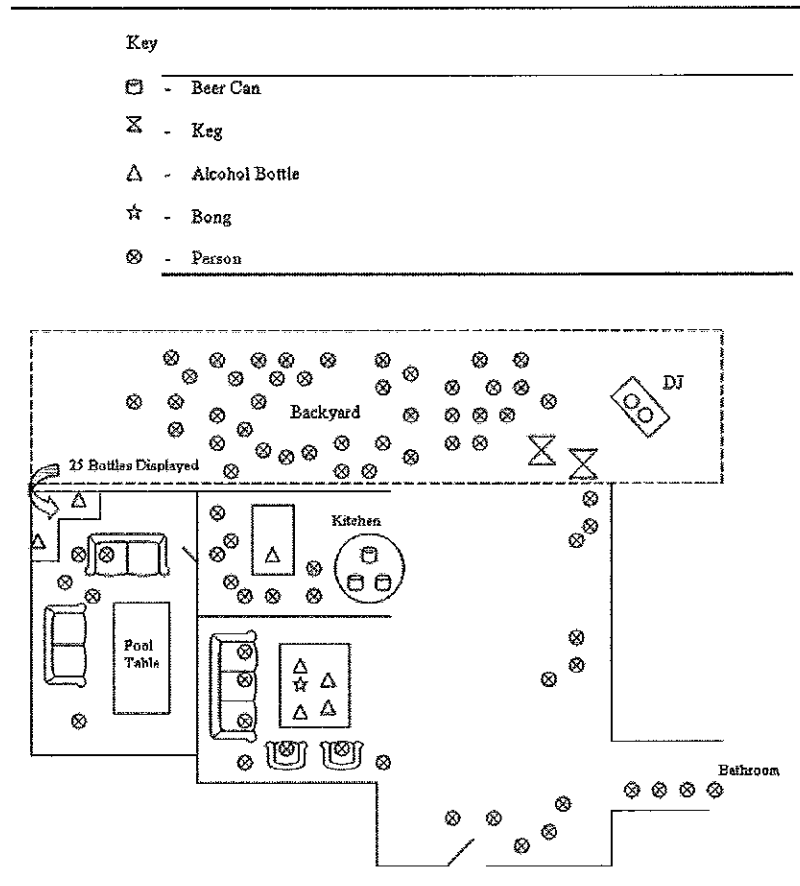 Key
- Beer Can
- Keg
- Alcohol Bottle
- Bong
- Person
DJ
Backyard
25 Bottles Displayed
Kitchen
Pool
Table
Bathroom